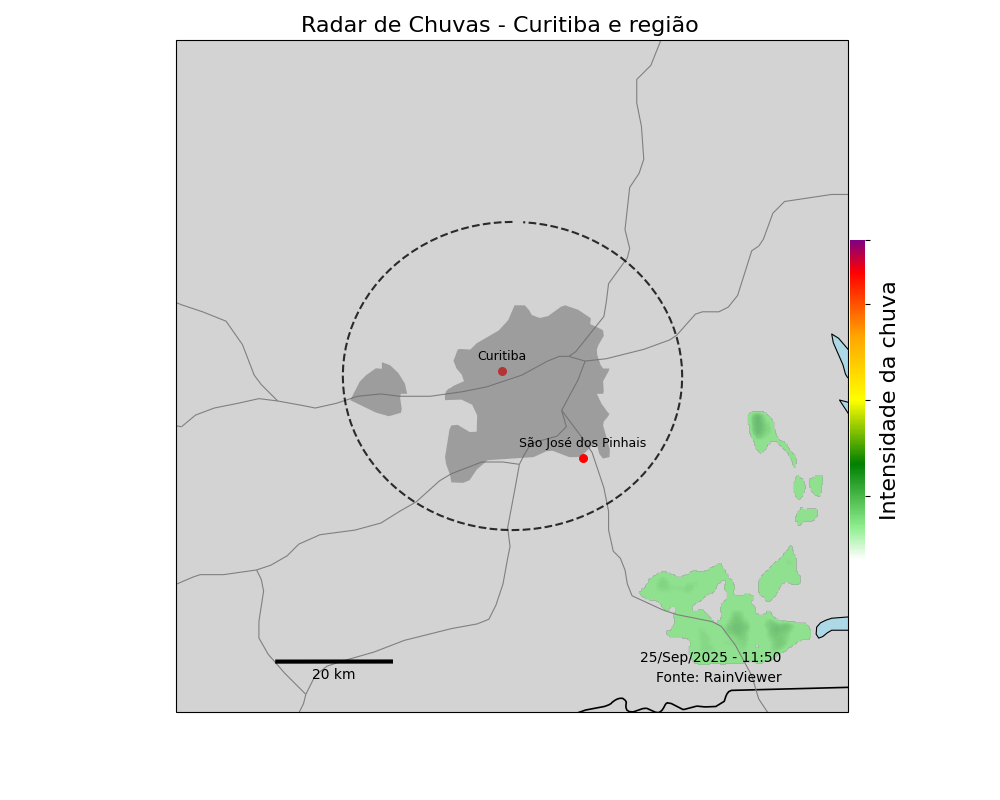 Radar de Chuvas - Curitiba e região
Curitiba
São José dos Pinhais
Intensidade da chuva
25/Sep/2025 - 11:50
20 km
Fonte: RainViewer